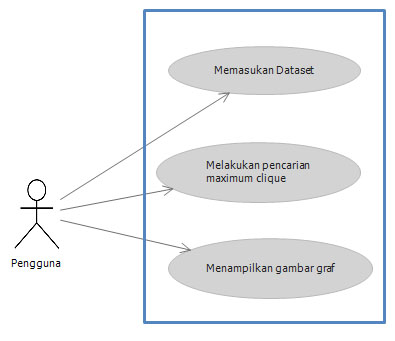 Memasukan Dataset
Melakukan pencarian
maximum clique
Pengguna
Menampilkan gambar graf